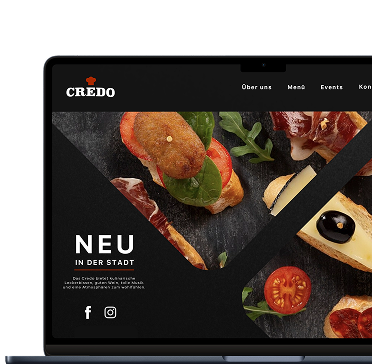 CREDO
Über uns
Menü
Events
Kon
NEU
IN DER STADT
Das Credo bietet kulinarische
Leckerbissen, guten Wein, tolle Musik
und eine Atmosphäre zum wohlfühlen.